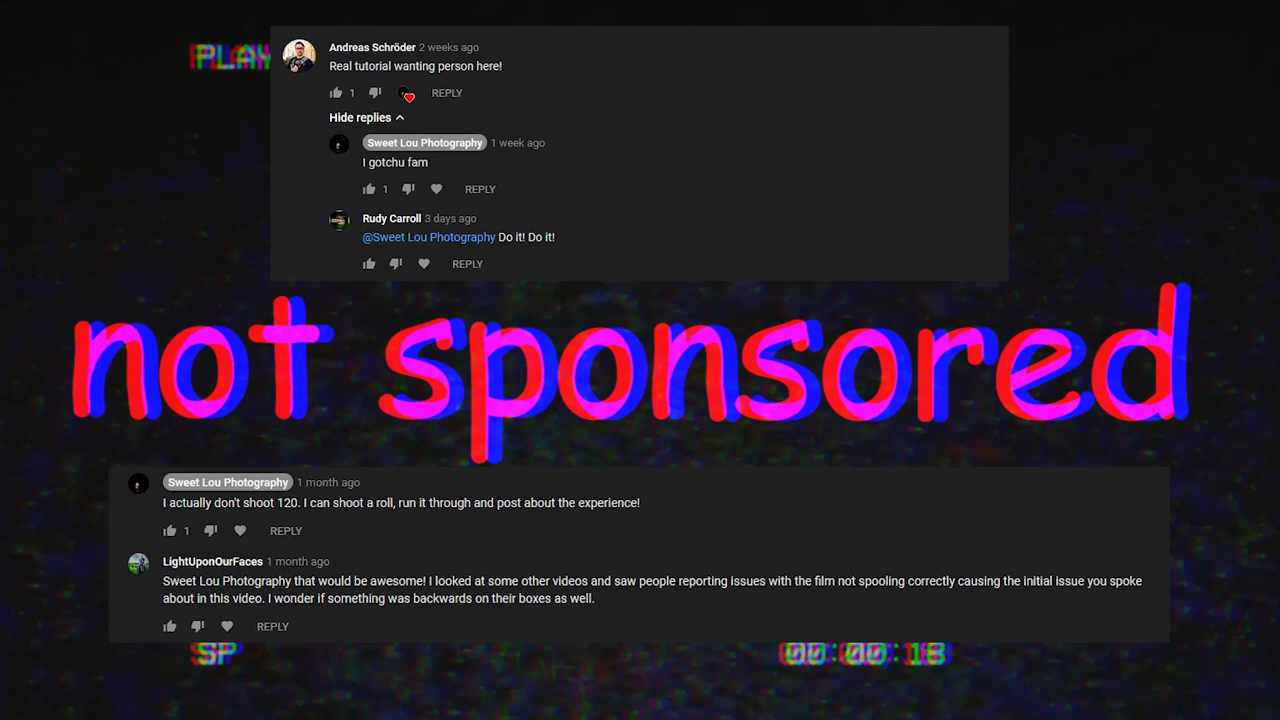 PLAY
Andreas Schröder 2 weeks ago
Real tutorial wanting person here!
1 REPLY
Hide replies
Sweet Lou Photography 1 week ago
I gotchu fam
1 REPLY
Rudy Carroll 3 days ago
@Sweet Lou Photography Do it! Do it!
REPLY
not sponsored
Sweet Lou Photography 1 month ago
I actually don't shoot 120. I can shoot a roll, run it through and post about the experience!
1 REPLY
LightUponOurFaces 1 month ago
Sweet Lou Photography that would be awesome! I looked at some other videos and saw people reporting issues with the film not spooling correctly causing the initial issue you spoke
about in this video. I wonder if something was backwards on their boxes as well.
REPLY
SP 00:00:18